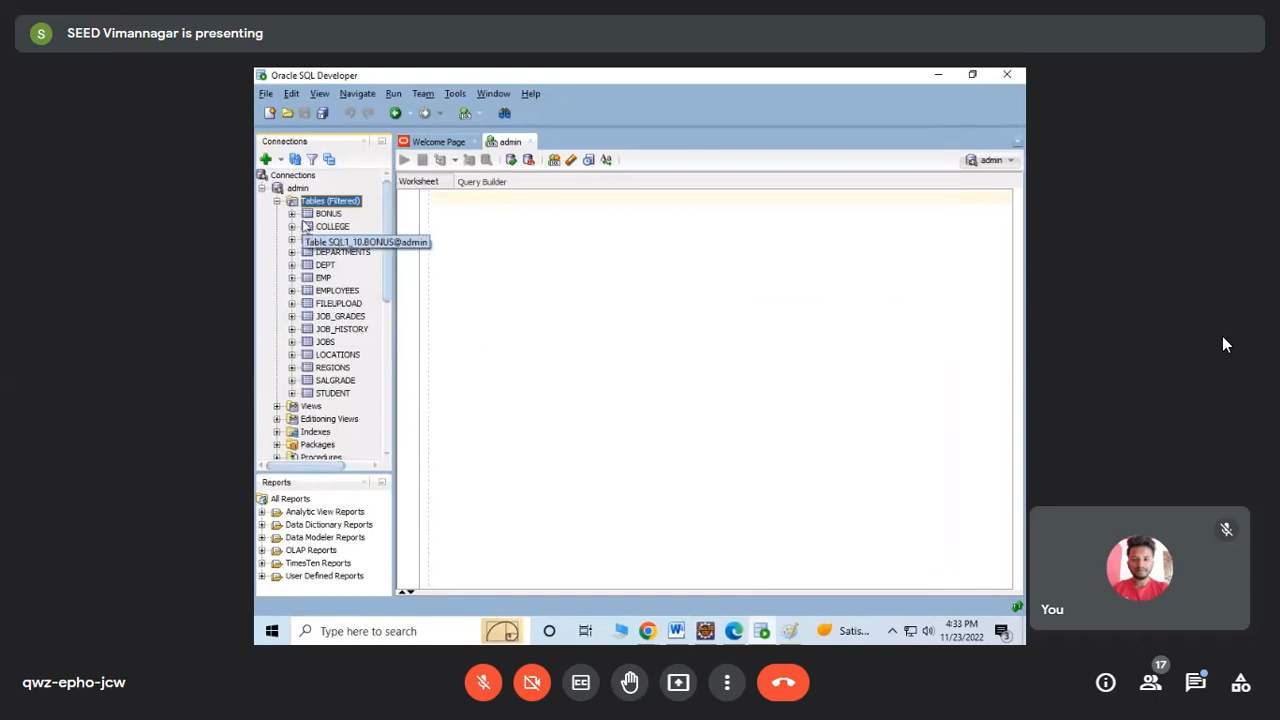 S SEED Vimannagar is presenting
Oracle SQL Developer
File Edit View Navigate Run Team Tools Window Help
Connections
Welcome Page
admin
admin
Worksheet Query Builder
Connections
admin
Tables (Filtered)
BONUS
COLLEGE
Table SQL1_10.BONUS@admin
DEPARTMENTS
DEPT
EMP
EMPLOYEES
FILEUPLOAD
JOB_GRADES
JOB_HISTORY
JOBS
LOCATIONS
REGIONS
SALGRADE
STUDENT
Views
Editioning Views
Indexes
Packages
Procedures
Reports
All Reports
Analytic View Reports
Data Dictionary Reports
Data Modeler Reports
OLAP Reports
TimesTen Reports
User Defined Reports
You
Type here to search
Satis...
4:33 PM
11/23/2022
3
qwz-epho-jcw
17